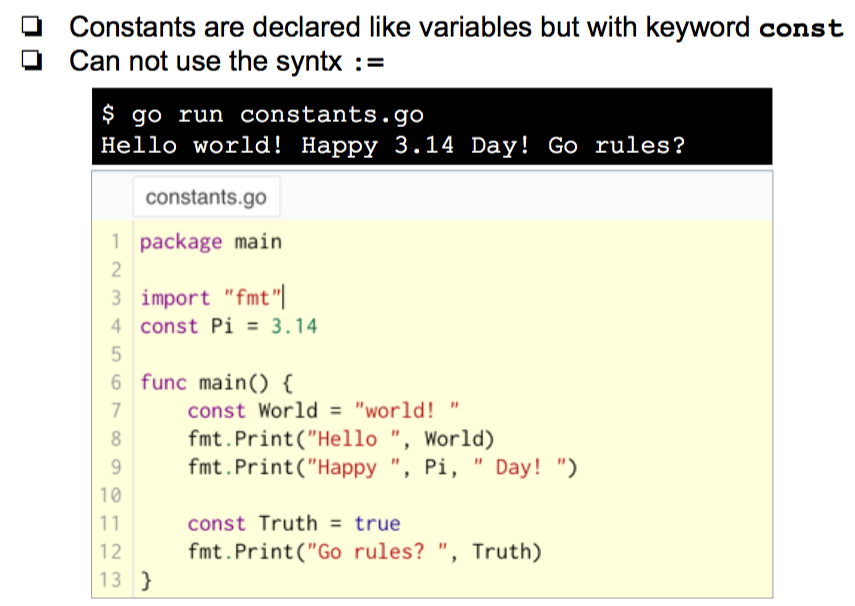 ❏ Constants are declared like variables but with keyword const
❏ Can not use the syntx :=
$ go run constants.go
Hello world! Happy 3.14 Day! Go rules?
constants.go
1 package main
2
3 import "fmt"
4 const Pi = 3.14
5
6 func main() {
7     const World = "world! "
8     fmt.Print("Hello ", World)
9     fmt.Print("Happy ", Pi, " Day! ")
10
11     const Truth = true
12     fmt.Print("Go rules? ", Truth)
13 }